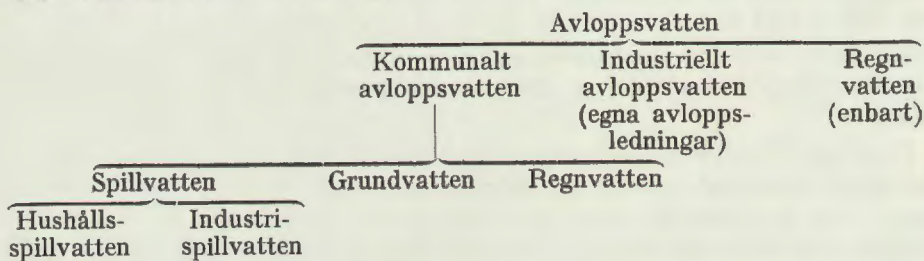 Avloppsvatten
Kommunalt avloppsvatten
Industriellt avloppsvatten (egna avlopps-ledningar)
Regn-vatten (enbart)
Spillvatten Grundvatten Regnvatten
Hushålls-spillvatten
Industri-spillvatten